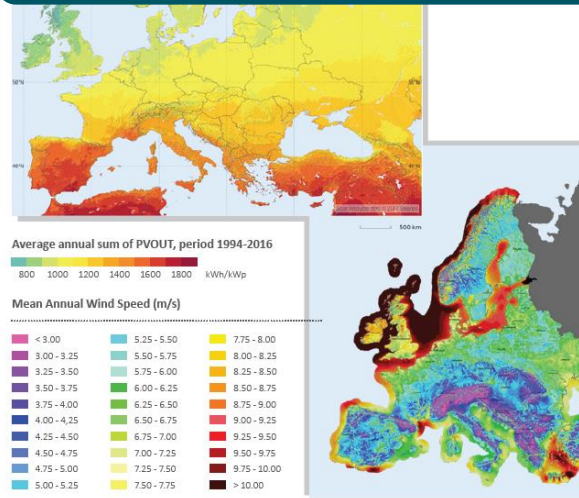 50°N
40°N
500 km
Average annual sum of PVOUT, period 1994-2016
800 1000 1200 1400 1600 1800 kWh/kWp
Mean Annual Wind Speed (m/s)
< 3.00
3.00 - 3.25
3.25 - 3.50
3.50 - 3.75
3.75 - 4.00
4.00 - 4,25
4.25 - 4.50
4.50 - 4.75
4.75 - 5.00
5.00 - 5.25
5.25 - 5.50
5.50 - 5.75
5.75 - 6.00
6.00 - 6.25
6.25 - 6.50
6.50 - 6.75
6.75 - 7.00
7.00 - 7.25
7.25 - 7.50
7.50 - 7.75
7.75 - 8.00
8.00 - 8.25
8.25 - 8.50
8.50 - 8.75
8.75 - 9.00
9.00 - 9.25
9.25 - 9.50
9.50 - 9.75
9.75 - 10.00
> 10.00